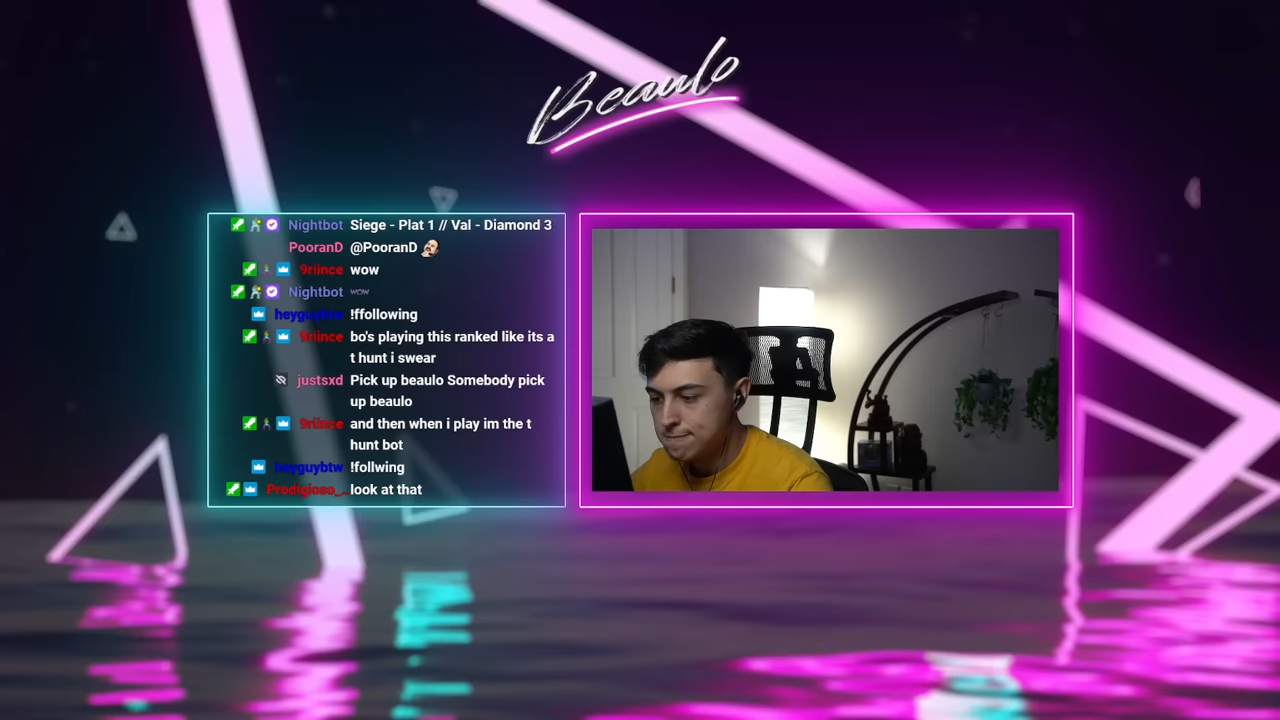 Beaulo
Nightbot Siege - Plat 1 // Val - Diamond 3
PooranD @PooranD
9riince wow
Nightbot wow
heyguybtw !ffollowing
9riince bo's playing this ranked like its a
t hunt i swear
justsxd Pick up beaulo Somebody pick
up beaulo
9riince and then when i play im the t
hunt bot
heyguybtw !follwing
Prodigioso_... look at that